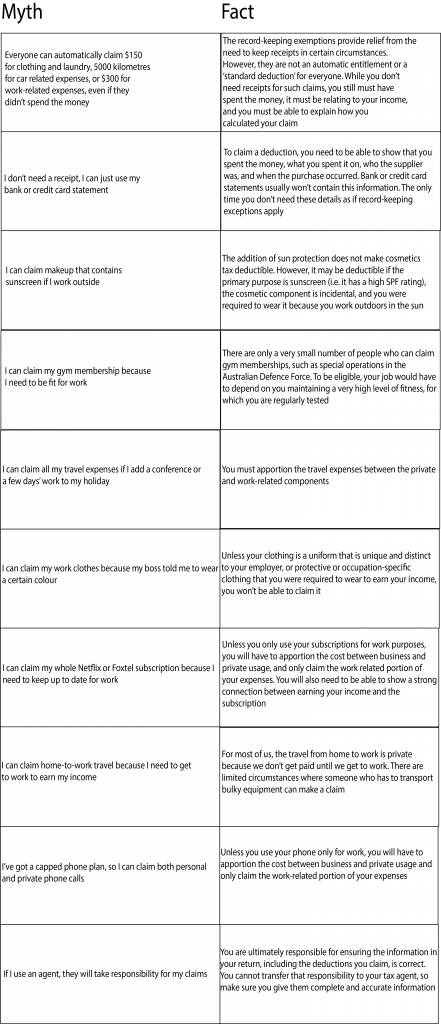 Myth
Fact
Everyone can automatically claim $150
for clothing and laundry, 5000 kilometres
for car related expenses, or $300 for
work-related expenses, even if they
didn't spend the money
The record-keeping exemptions provide relief from the
need to keep receipts in certain circumstances.
However, they are not an automatic entitlement or a
'standard deduction' for everyone. While you don't
need receipts for such claims, you still must have
spent the money, it must be relating to your income,
and you must be able to explain how you
calculated your claim
I don't need a receipt, I can just use my
bank or credit card statement
To claim a deduction, you need to be able to show that you
spent the money, what you spent it on, who the supplier
was, and when the purchase occurred. Bank or credit card
statements usually won't contain this information. The only
time you don't need these details as if record-keeping
exceptions apply
I can claim makeup that contains
sunscreen if I work outside
The addition of sun protection does not make cosmetics
tax deductible. However, it may be deductible if the
primary purpose is sunscreen (i.e. it has a high SPF rating),
the cosmetic component is incidental, and you were
required to wear it because you work outdoors in the sun
I can claim my gym membership because
I need to be fit for work
There are only a very small number of people who can claim
gym memberships, such as special operations in the
Australian Defence Force. To be eligible, your job would have
to depend on you maintaining a very high level of fitness, for
which you are regularly tested
I can claim all my travel expenses if I add a conference or
a few days' work to my holiday
You must apportion the travel expenses between the private
and work-related components
I can claim my work clothes because my boss told me to wear
a certain colour
Unless your clothing is a uniform that is unique and distinct
to your employer, or protective or occupation-specific
clothing that you were required to wear to earn your income,
you won't be able to claim it
I can claim my whole Netflix or Foxtel subscription because I
need to keep up to date for work
Unless you only use your subscriptions for work purposes,
you will have to apportion the cost between business and
private usage, and only claim the work related portion of
your expenses. You will also need to be able to show a strong
connection between earning your income and the
subscription
I can claim home-to-work travel because I need to get
to work to earn my income
For most of us, the travel from home to work is private
because we don't get paid until we get to work. There are
limited circumstances where someone who has to transport
bulky equipment can make a claim
I've got a capped phone plan, so I can claim both personal
and private phone calls
Unless you use your phone only for work, you will have to
apportion the cost between business and private usage and
only claim the work-related portion of your expenses
If I use an agent, they will take responsibility for my claims
You are ultimately responsible for ensuring the information in
your return, including the deductions you claim, is correct.
You cannot transfer that responsibility to your tax agent, so
make sure you give them complete and accurate information